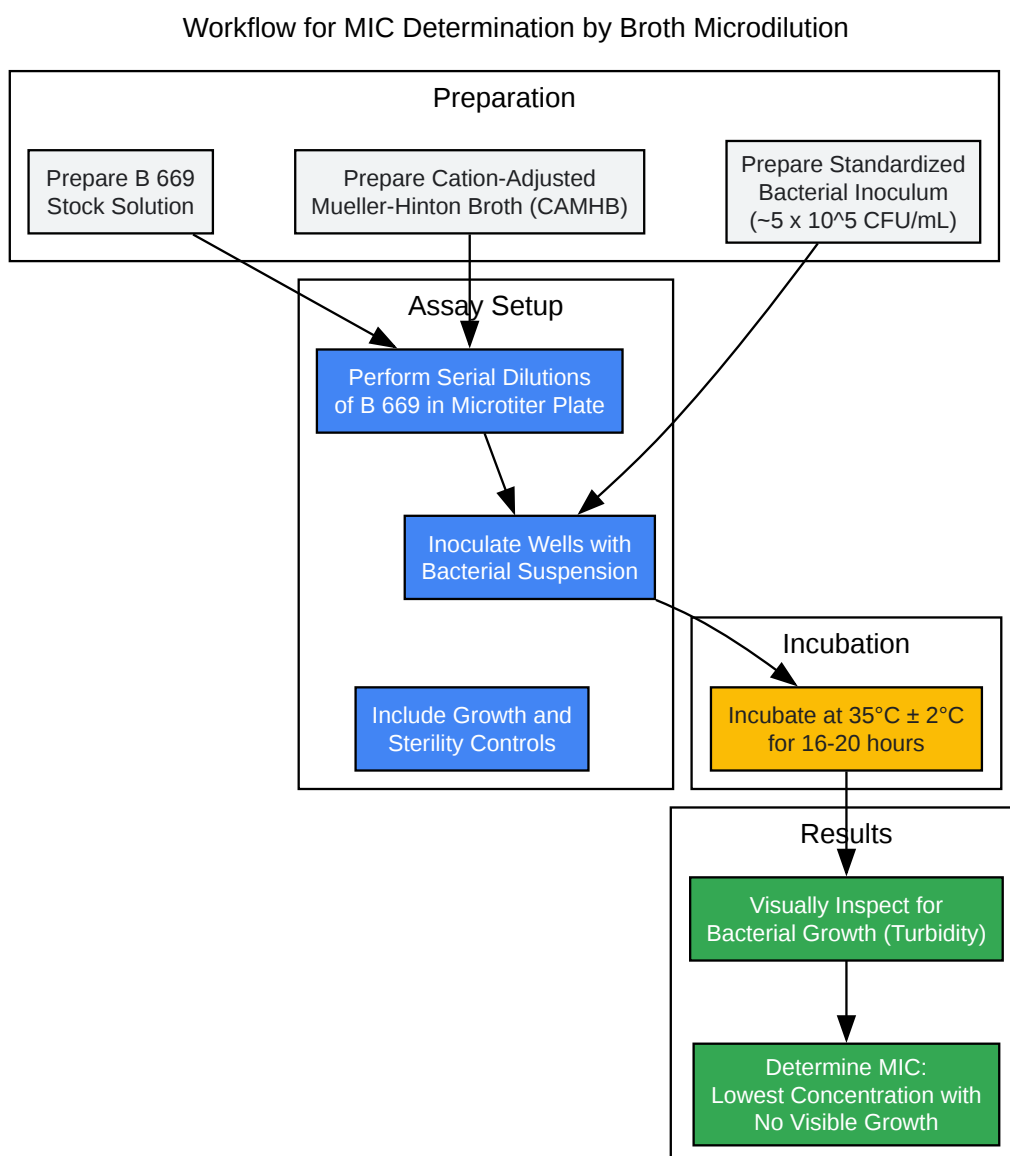 Workflow for MIC Determination by Broth Microdilution
Preparation
Prepare B 669
Stock Solution
Prepare Cation-Adjusted
Mueller-Hinton Broth (CAMHB)
Prepare Standardized
Bacterial Inoculum
(~5 x 10^5 CFU/mL)
Assay Setup
Perform Serial Dilutions
of B 669 in Microtiter Plate
Inoculate Wells with
Bacterial Suspension
Include Growth and
Sterility Controls
Incubation
Incubate at 35°C ± 2°C
for 16-20 hours
Results
Visually Inspect for
Bacterial Growth (Turbidity)
Determine MIC:
Lowest Concentration with
No Visible Growth